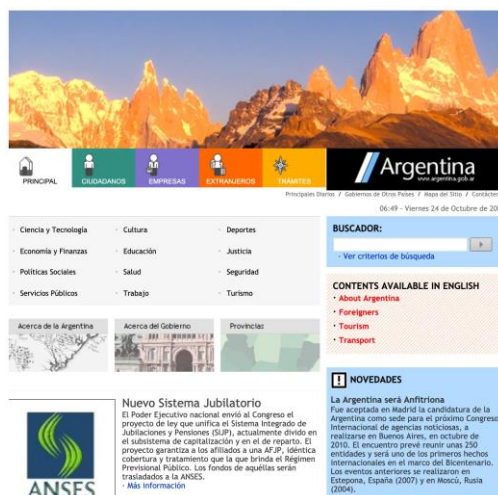 PRINCIPAL
CIUDADANOS
EMPRESAS
EXTRANJEROS
TRÁMITES
Argentina
www.argentina.gob.ar
Principales Diarios / Gobiernos de Otros Países / Mapa del Sitio /
06:49 - Viernes 24 de Octubre de
· Ciencia y Tecnología · Cultura · Deportes
· Economía y Finanzas · Educación · Justicia
· Políticas Sociales · Salud · Seguridad
· Servicios Públicos · Trabajo · Turismo
BUSCADOR:
· Ver criterios de búsqueda
CONTENTS AVAILABLE IN ENGLISH
· About Argentina
· Foreigners
· Tourism
· Transport
Acerca de la Argentina
Acerca del Gobierno
Provincias
Nuevo Sistema Jubilatorio
El Poder Ejecutivo nacional envió al Congreso el
proyecto de ley que unifica el Sistema Integrado de
Jubilaciones y Pensiones (SIJP), actualmente divido en
el subsistema de capitalización y en el de reparto. El
proyecto garantiza a los afiliados a una AFJP, idéntica
cobertura y tratamiento que la que brinda el Régimen
Previsional Público. Los fondos de aquéllas serán
trasladados a la ANSES.
· Más información
ANSES
! NOVEDADES
La Argentina será Anfitriona
Fue aceptada en Madrid la candidatura de la
Argentina como sede para el próximo Congreso
Internacional de agencias noticiosas, a
realizarse en Buenos Aires, en octubre de
2010. El encuentro prevé reunir unas 250
entidades y será uno de los primeros hechos
internacionales en el marco del Bicentenario.
Los eventos anteriores se realizaron en
Estepona, España (2007) y en Moscú, Rusia
(2004).